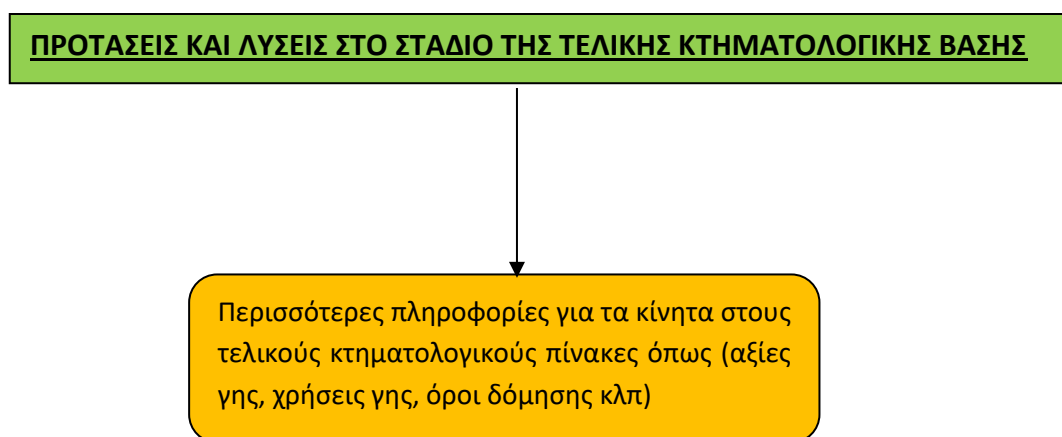 ΠΡΟΤΑΣΕΙΣ ΚΑΙ ΛΥΣΕΙΣ ΣΤΟ ΣΤΑΔΙΟ ΤΗΣ ΤΕΛΙΚΗΣ ΚΤΗΜΑΤΟΛΟΓΙΚΗΣ ΒΑΣΗΣ
Περισσότερες πληροφορίες για τα κίνητα στους
τελικούς κτηματολογικούς πίνακες όπως (αξίες
γης, χρήσεις γης, όροι δόμησης κλπ)